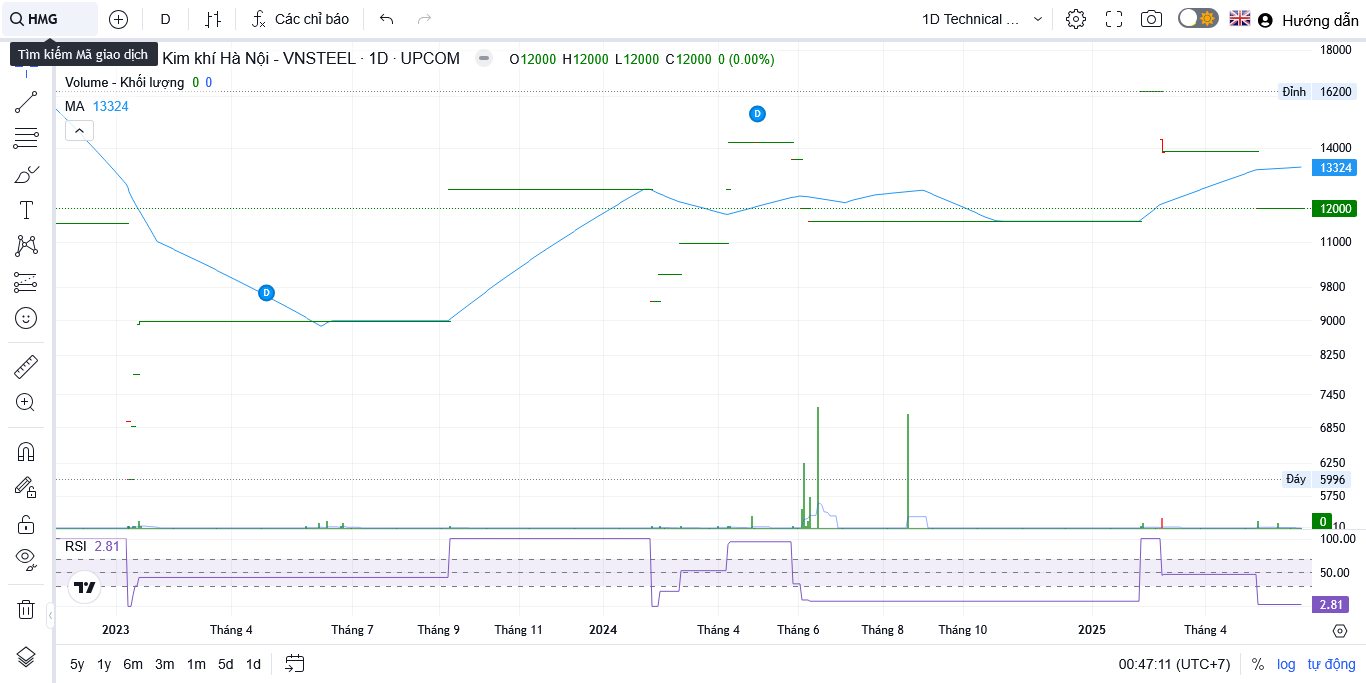 HMG
D
Các chỉ báo
1D Technical ...
Hướng dẫn
Tìm kiếm Mã giao dịch
Kim khí Hà Nội - VNSTEEL · 1D · UPCOM
O12000 H12000 L12000 C12000 0 (0.00%)
Volume - Khối lượng 0 0
MA 13324
D
D
18000
Đỉnh 16200
14000
13324
12000
11000
9800
9000
8250
7450
6850
6250
Đáy 5996
5750
0
10
RSI 2.81
100.00
50.00
2.81
2023 Tháng 4 Tháng 7 Tháng 9 Tháng 11 2024 Tháng 4 Tháng 6 Tháng 8 Tháng 10 2025 Tháng 4
5y 1y 6m 3m 1m 5d 1d
00:47:11 (UTC+7) % log tự động